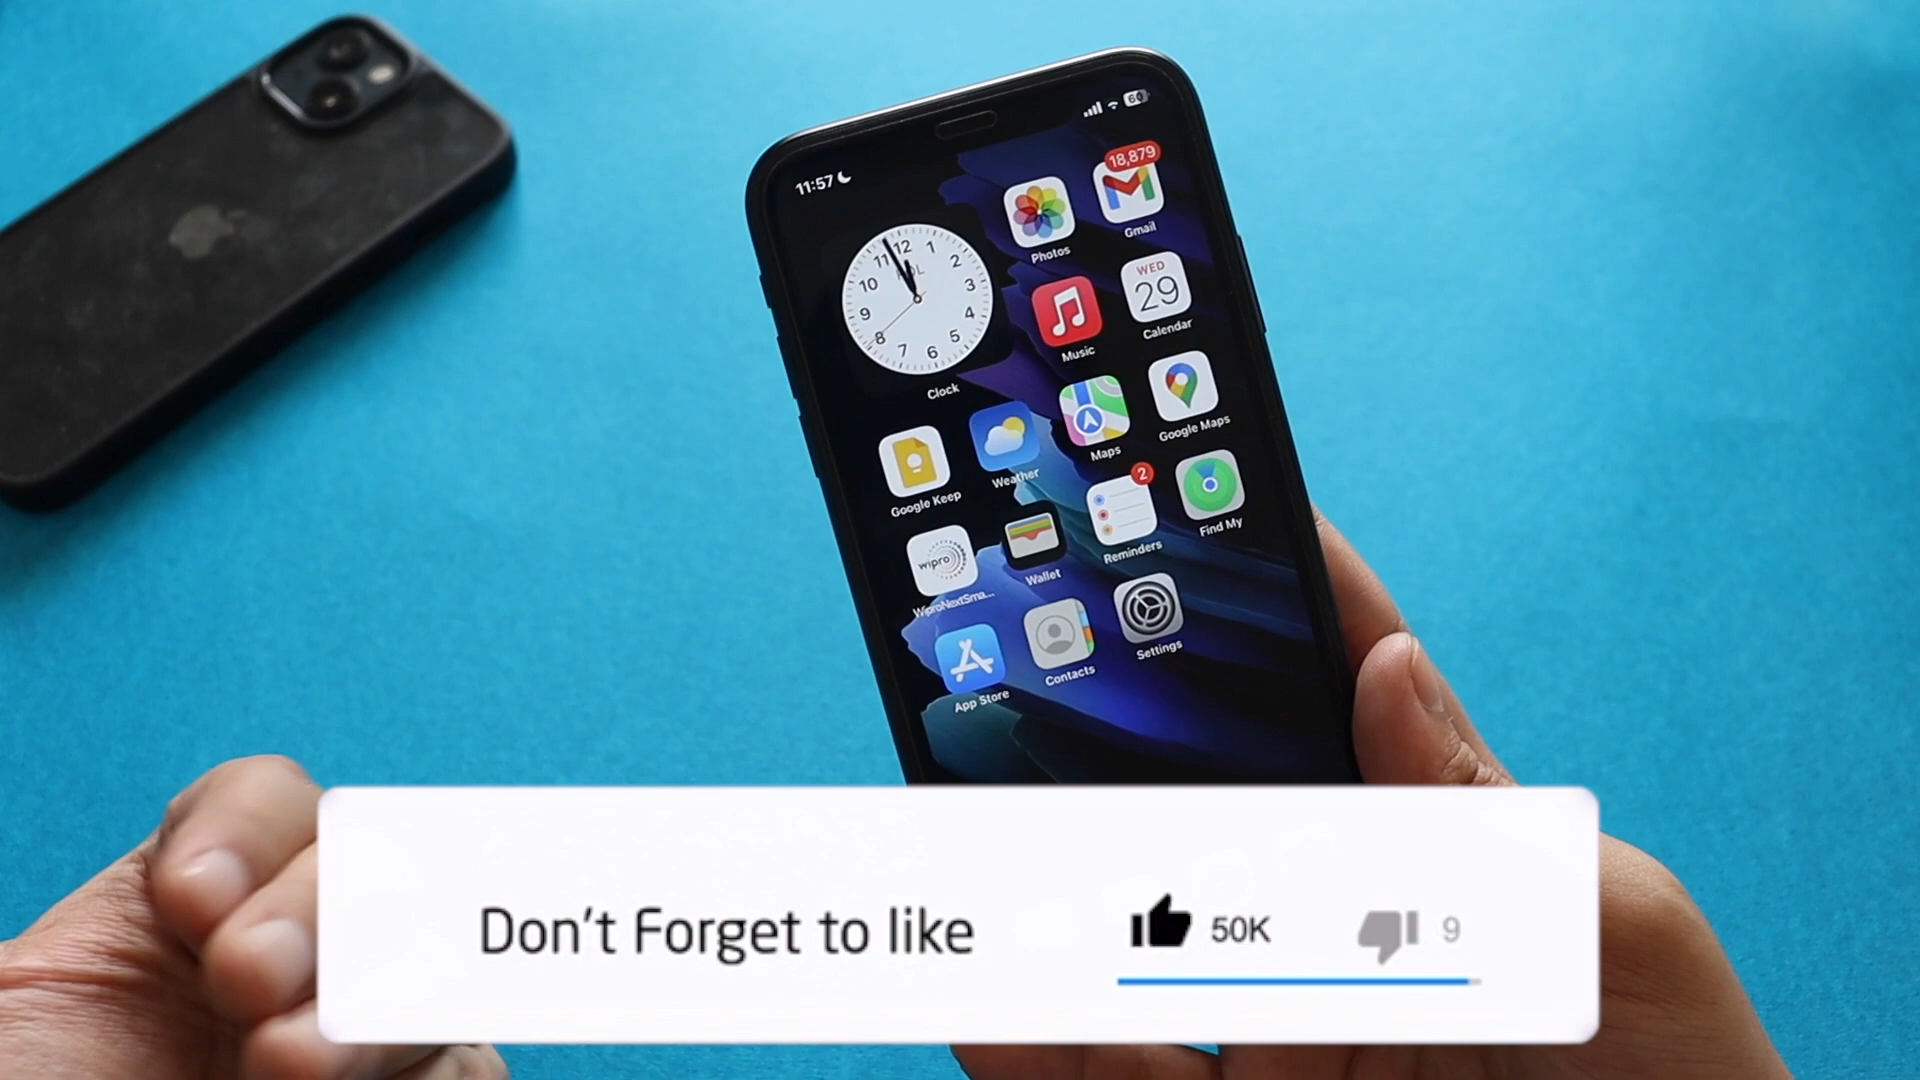 11:57
60
18,879
Photos
Gmail
12
1
2
3
4
5
6
7
8
9
10
11
Clock
Music
WED
29
Calendar
Google Keep
Weather
Maps
Google Maps
wipro
WiproNextSma...
Wallet
2
Reminders
Find My
App Store
Contacts
Settings
Don't Forget to like
50K
9